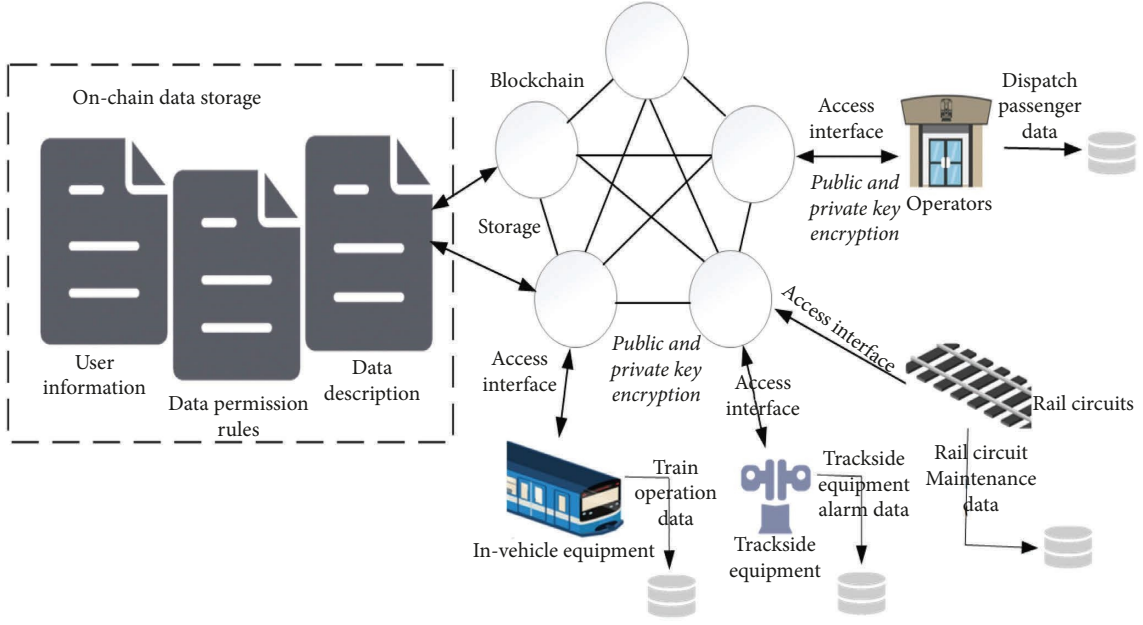 On-chain data storage
User
information
Data permission
rules
Data
description
Blockchain
Storage
Access
interface
Public and
private key
encryption
Operators
Dispatch
passenger
data
Access
interface
Public and
private key
encryption
Access
interface
Access interface
Rail circuits
Rail circuit
Maintenance
data
Train
operation
data
In-vehicle equipment
Trackside
equipment
alarm data
Trackside
equipment